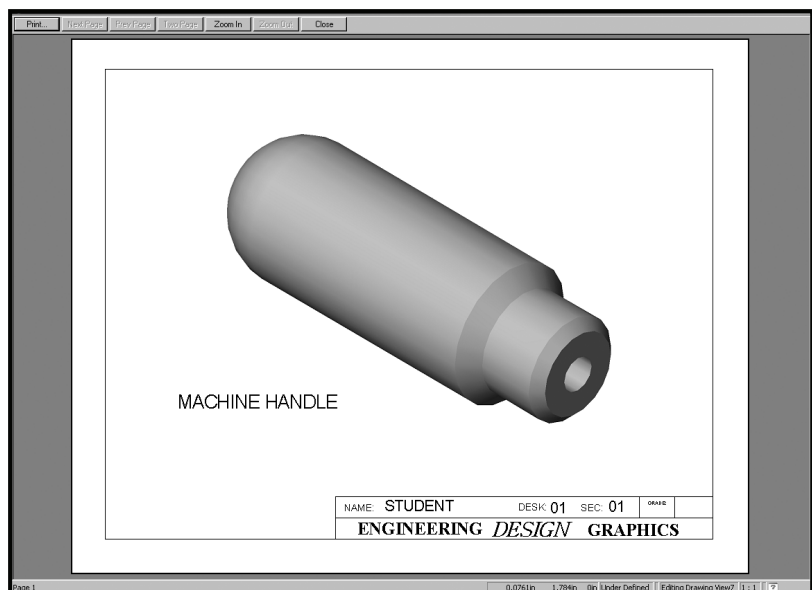 Print... Next Page Prev Page Two Page Zoom In Zoom Out Close
MACHINE HANDLE
NAME: STUDENT DESK: 01 SEC: 01 GRADE:
ENGINEERING DESIGN GRAPHICS
Page 1 0.0761in 1.784in 0in Under Defined Editing Drawing View7 1 : 1 ?